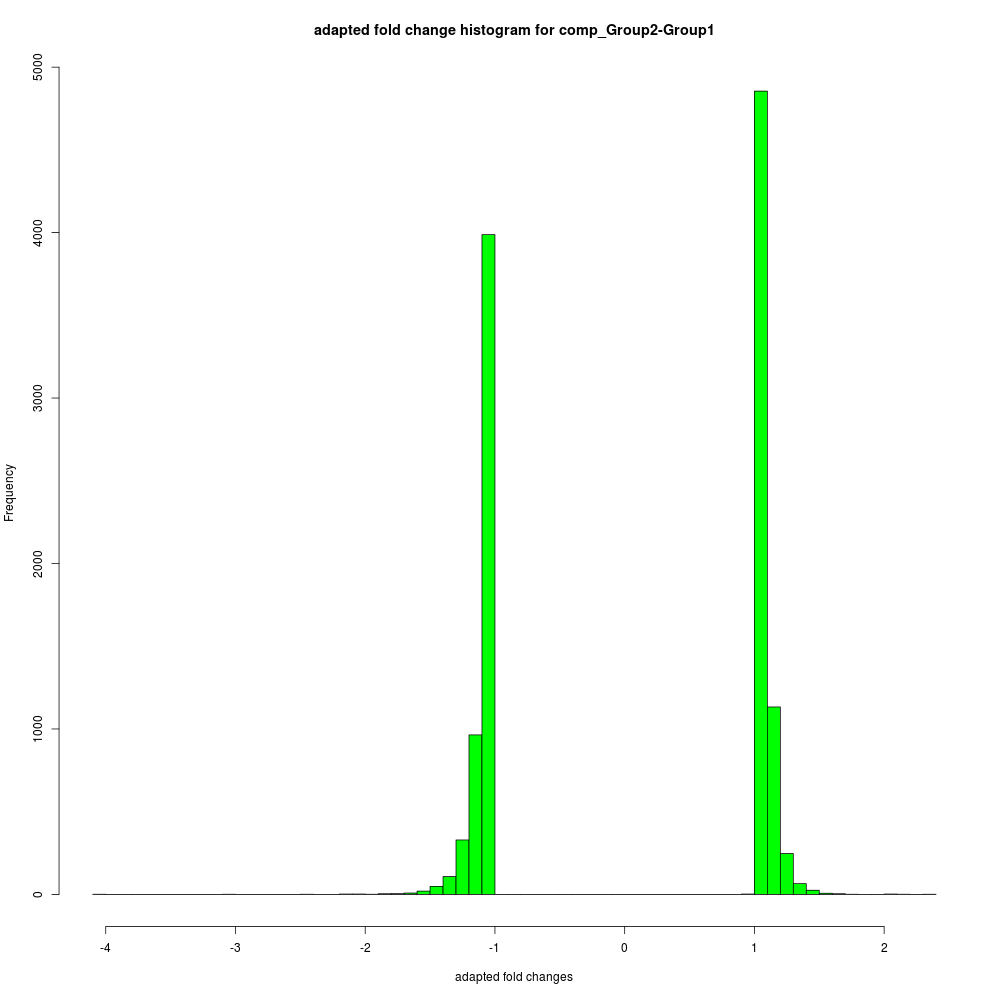 adapted fold change histogram for comp_Group2-Group1
5000
4000
3000
2000
1000
0
Frequency
-4 -3 -2 -1 0 1 2
adapted fold changes